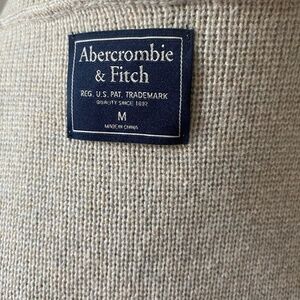 Abercrombie
& Fitch
REG. U.S. PAT. TRADEMARK
QUALITY SINCE 1892
M
MADE IN CHINA